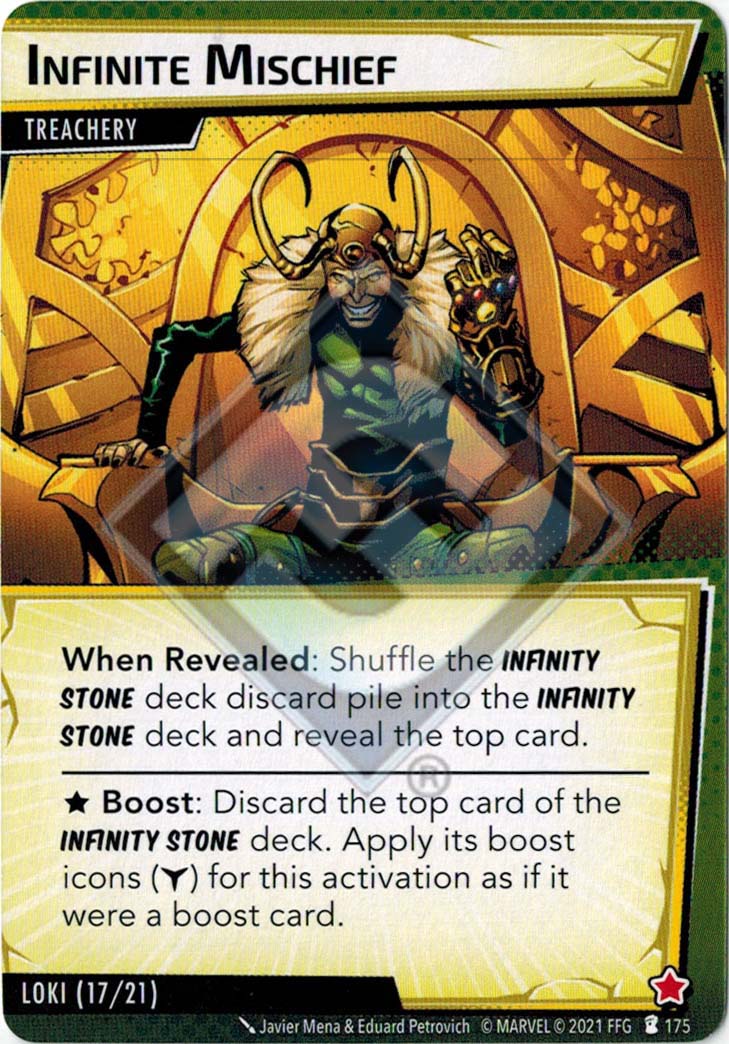 INFINITE MISCHIEF
TREACHERY
When Revealed: Shuffle the INFINITY
STONE deck discard pile into the INFINITY
STONE deck and reveal the top card.
★ Boost: Discard the top card of the
INFINITY STONE deck. Apply its boost
icons () for this activation as if it
were a boost card.
®
LOKI (17/21)
Javier Mena & Eduard Petrovich © MARVEL © 2021 FFG 175